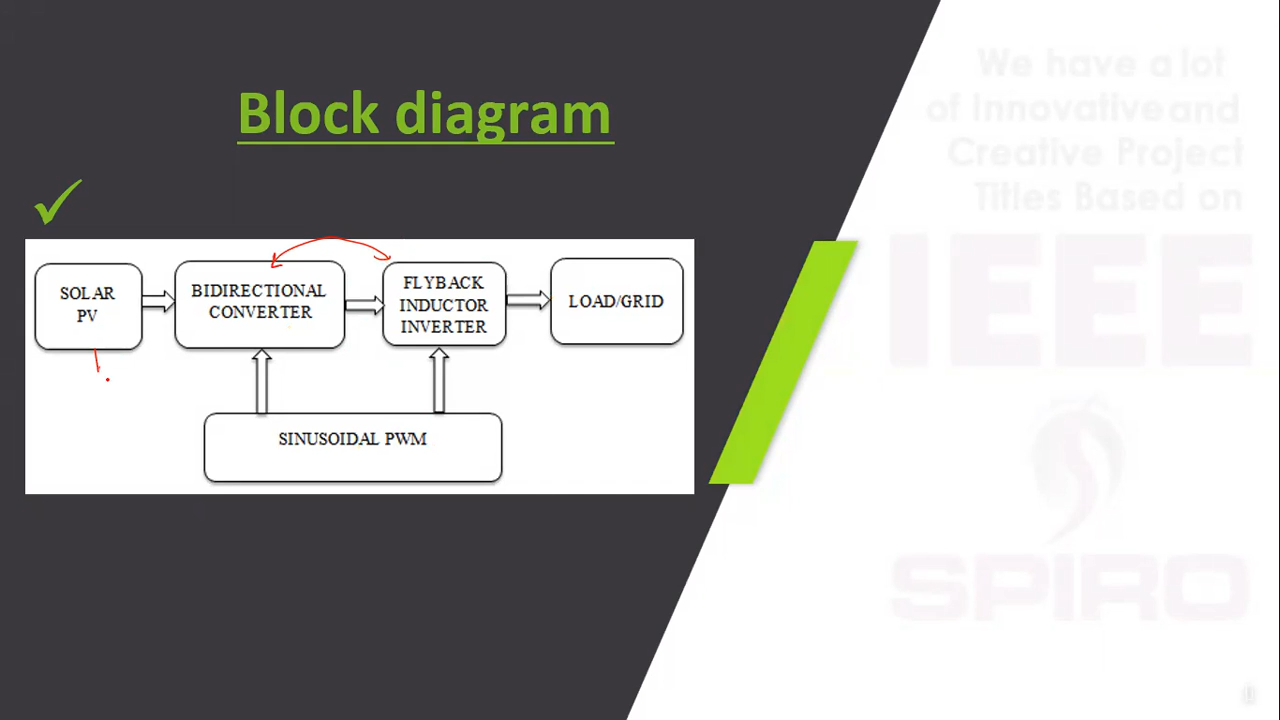 Block diagram
SOLAR
PV
BIDIRECTIONAL
CONVERTER
FLYBACK
INDUCTOR
INVERTER
LOAD/GRID
SINUSOIDAL PWM
We have a lot
of Innovative and
Creative Project
Titles Based on
IEEE
SPIRO